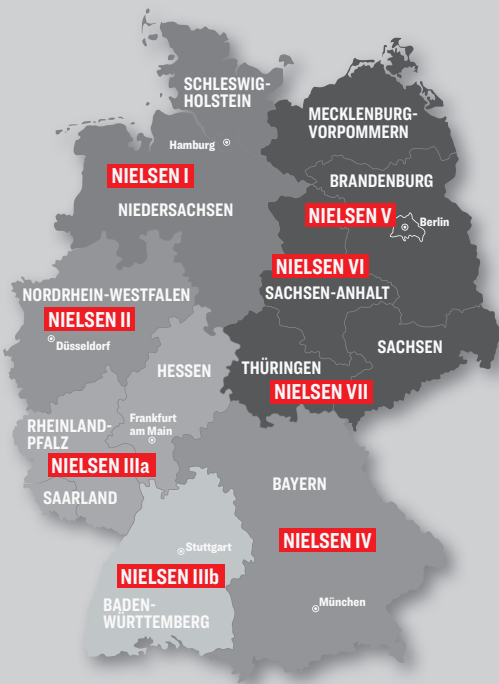 SCHLESWIG-
HOLSTEIN
MECKLENBURG-
VORPOMMERN
Hamburg
NIELSEN I
BRANDENBURG
NIEDERSACHSEN
NIELSEN V
Berlin
NIELSEN VI
SACHSEN-ANHALT
NORDRHEIN-WESTFALEN
NIELSEN II
Düsseldorf
SACHSEN
HESSEN
THÜRINGEN
NIELSEN VII
Frankfurt
am Main
RHEINLAND-
PFALZ
NIELSEN IIIa
SAARLAND
BAYERN
NIELSEN IV
Stuttgart
NIELSEN IIIb
BADEN-
WÜRTTEMBERG
München